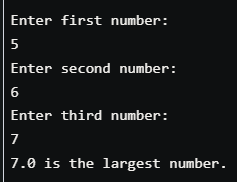 Enter first number:
5
Enter second number:
6
Enter third number:
7
7.0 is the largest number.